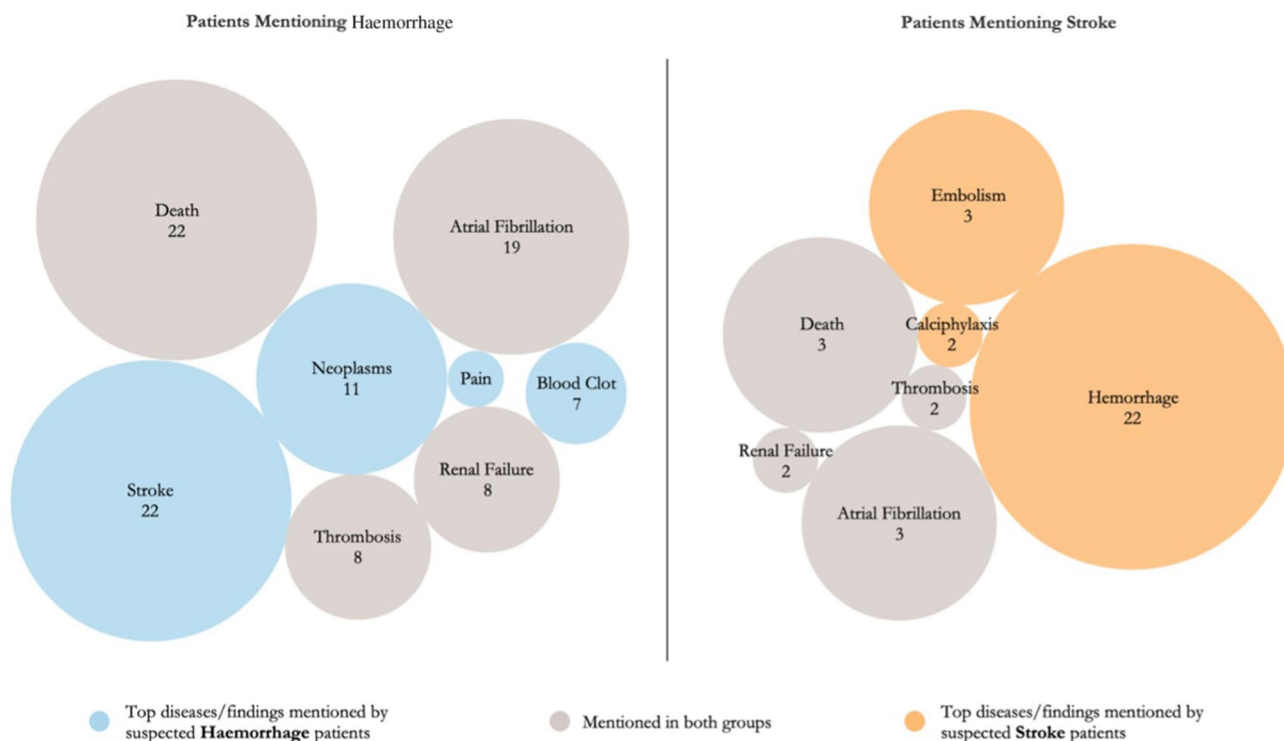 Patients Mentioning Haemorrhage
Death
22
Atrial Fibrillation
19
Neoplasms
11
Pain
Blood Clot
7
Stroke
22
Renal Failure
8
Thrombosis
8
Patients Mentioning Stroke
Embolism
3
Death
3
Calciphylaxis
2
Thrombosis
2
Hemorrhage
22
Renal Failure
2
Atrial Fibrillation
3
Top diseases/findings mentioned by
suspected Haemorrhage patients
Mentioned in both groups
Top diseases/findings mentioned by
suspected Stroke patients